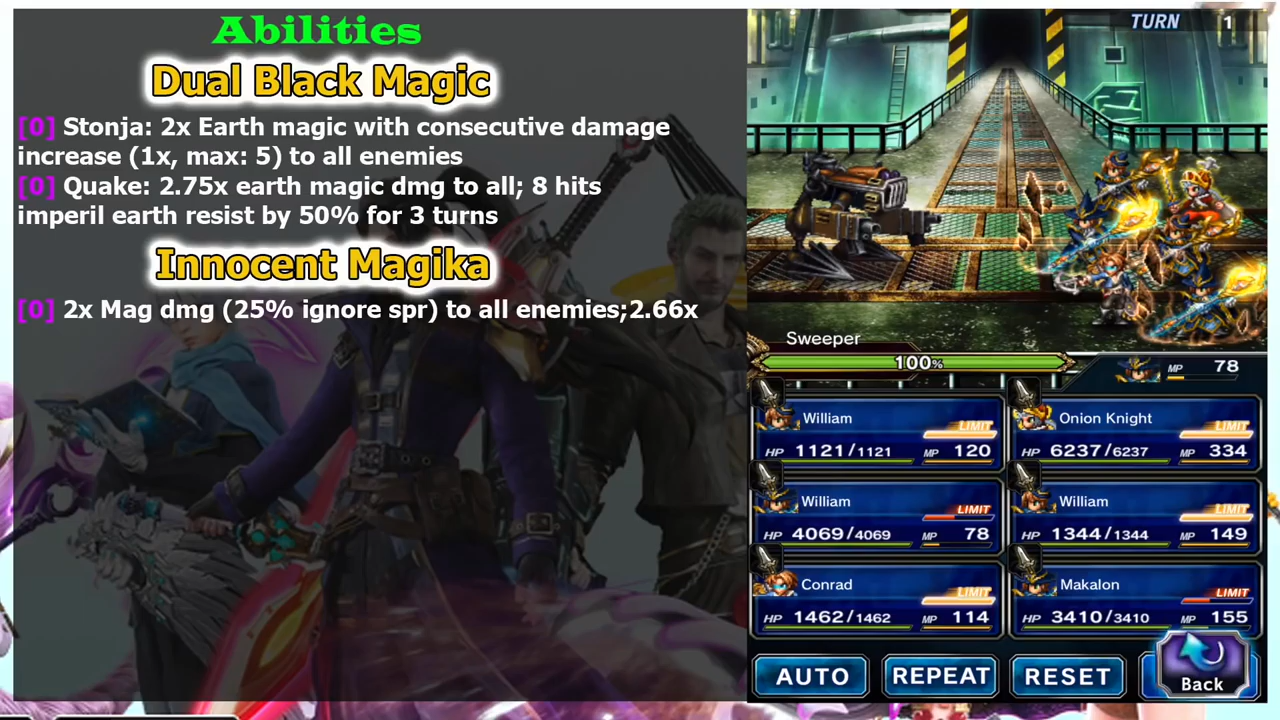 Abilities
Dual Black Magic
[0] Stonja: 2x Earth magic with consecutive damage
increase (1x, max: 5) to all enemies
[0] Quake: 2.75x earth magic dmg to all; 8 hits
imperil earth resist by 50% for 3 turns
Innocent Magika
[0] 2x Mag dmg (25% ignore spr) to all enemies;2.66x
TURN 1
Sweeper
100%
MP 78
William
LIMIT
HP 1121/1121 MP 120
Onion Knight
LIMIT
HP 6237/6237 MP 334
William
LIMIT
HP 4069/4069 MP 78
William
LIMIT
HP 1344/1344 MP 149
Conrad
LIMIT
HP 1462/1462 MP 114
Makalon
LIMIT
HP 3410/3410 MP 155
AUTO
REPEAT
RESET
Back